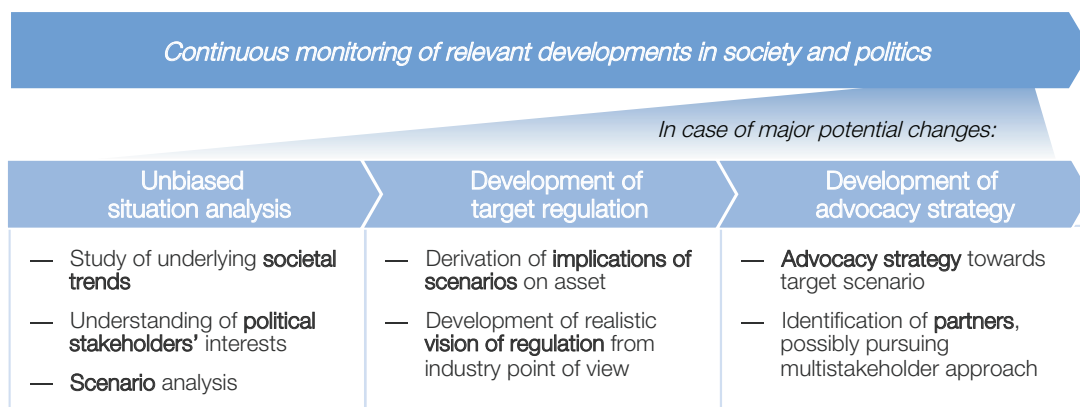 Continuous monitoring of relevant developments in society and politics
In case of major potential changes:
Unbiased
situation analysis
Development of
target regulation
Development of
advocacy strategy
— Study of underlying societal
trends
— Understanding of political
stakeholders’ interests
— Scenario analysis
— Derivation of implications of
scenarios on asset
— Development of realistic
vision of regulation from
industry point of view
— Advocacy strategy towards
target scenario
— Identification of partners,
possibly pursuing
multistakeholder approach